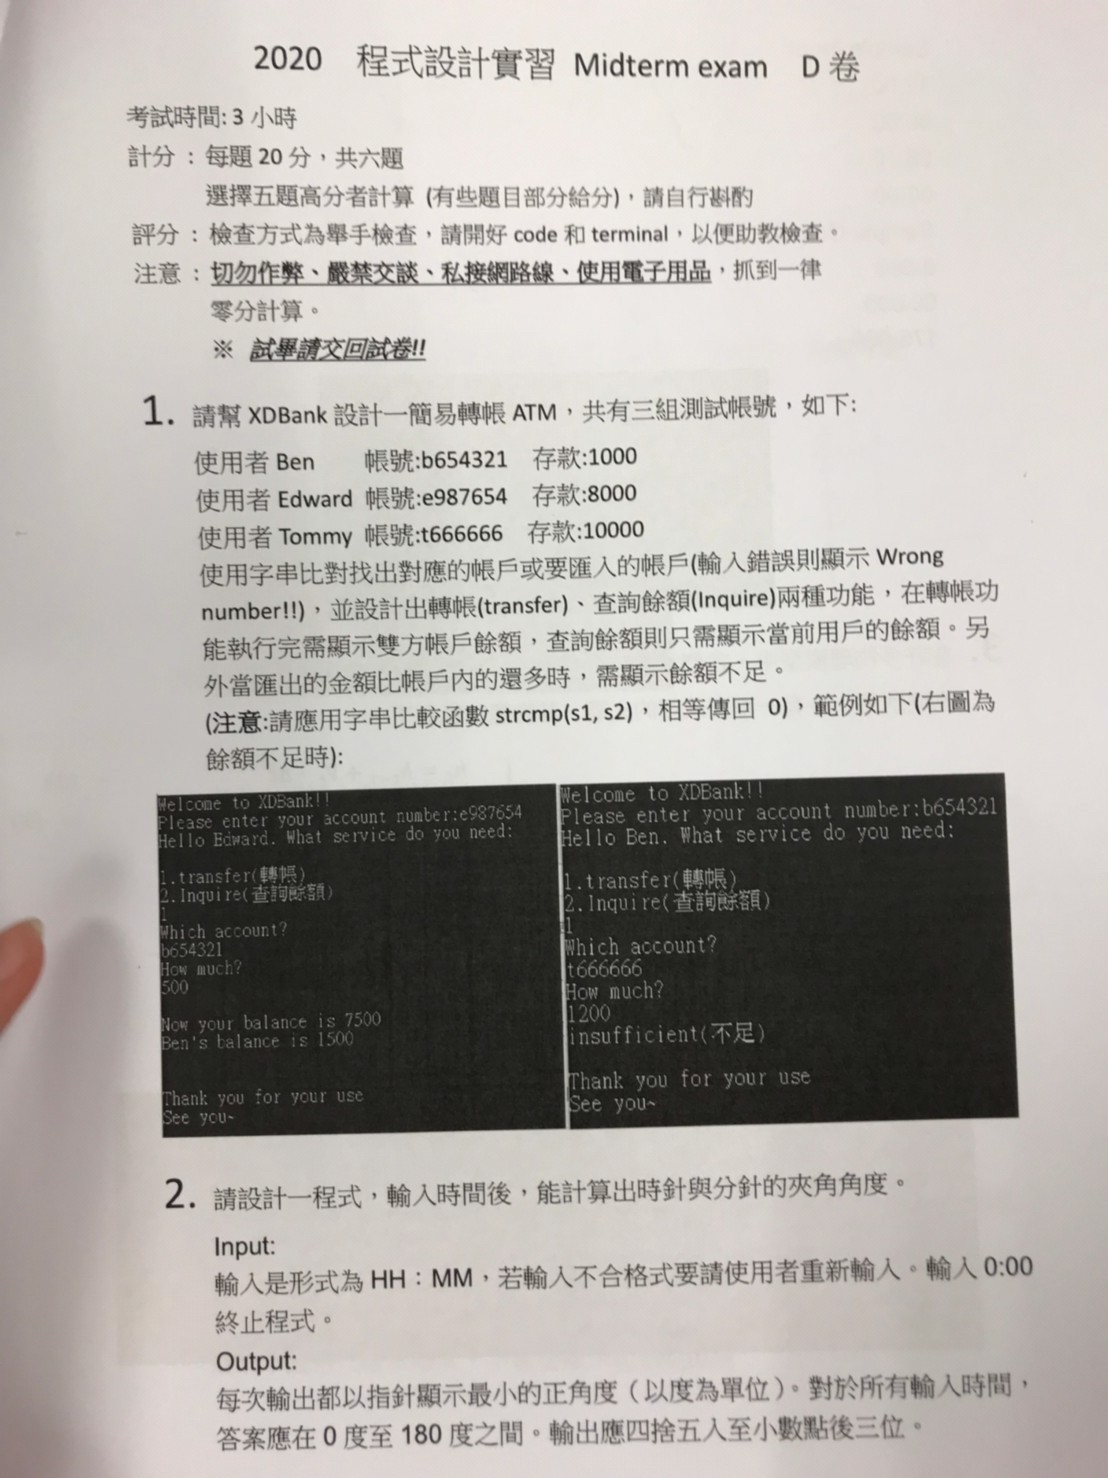 2020 程式設計實習 Midterm exam D 卷
考試時間: 3 小時
計分 : 每題 20 分，共六題
選擇五題高分者計算 (有些題目部分給分)，請自行斟酌
評分 : 檢查方式為舉手檢查，請開好 code 和 terminal，以便助教檢查。
注意 : 切勿作弊、嚴禁交談、私接網路線、使用電子用品，抓到一律
零分計算。
※ 試畢請交回試卷!!
1. 請幫 XDBank 設計一簡易轉帳 ATM，共有三組測試帳號，如下:
使用者 Ben 帳號:b654321 存款:1000
使用者 Edward 帳號:e987654 存款:8000
使用者 Tommy 帳號:t666666 存款:10000
使用字串比對找出對應的帳戶或要匯入的帳戶(輸入錯誤則顯示 Wrong
number!!)，並設計出轉帳(transfer)、查詢餘額(Inquire)兩種功能，在轉帳功
能執行完需顯示雙方帳戶餘額，查詢餘額則只需顯示當前用戶的餘額。另
外當匯出的金額比帳戶內的還多時，需顯示餘額不足。
(注意:請應用字串比較函數 strcmp(s1, s2)，相等傳回 0)，範例如下(右圖為
餘額不足時):
Welcome to XDBank!!
Please enter your account number:e987654
Hello Edward. What service do you need:
1.transfer(轉帳)
2.Inquire(查詢餘額)
1
Which account?
b654321
How much?
500
Now your balance is 7500
Ben's balance is 1500
Thank you for your use
See you~
Welcome to XDBank!!
Please enter your account number:b654321
Hello Ben. What service do you need:
1.transfer(轉帳)
2.Inquire(查詢餘額)
1
Which account?
t666666
How much?
1200
insufficient(不足)
Thank you for your use
See you~
2. 請設計一程式，輸入時間後，能計算出時針與分針的夾角角度。
Input:
輸入是形式為 HH：MM，若輸入不合格式要請使用者重新輸入。輸入 0:00
終止程式。
Output:
每次輸出都以指針顯示最小的正角度（以度為單位）。對於所有輸入時間，
答案應在 0 度至 180 度之間。輸出應四捨五入至小數點後三位。